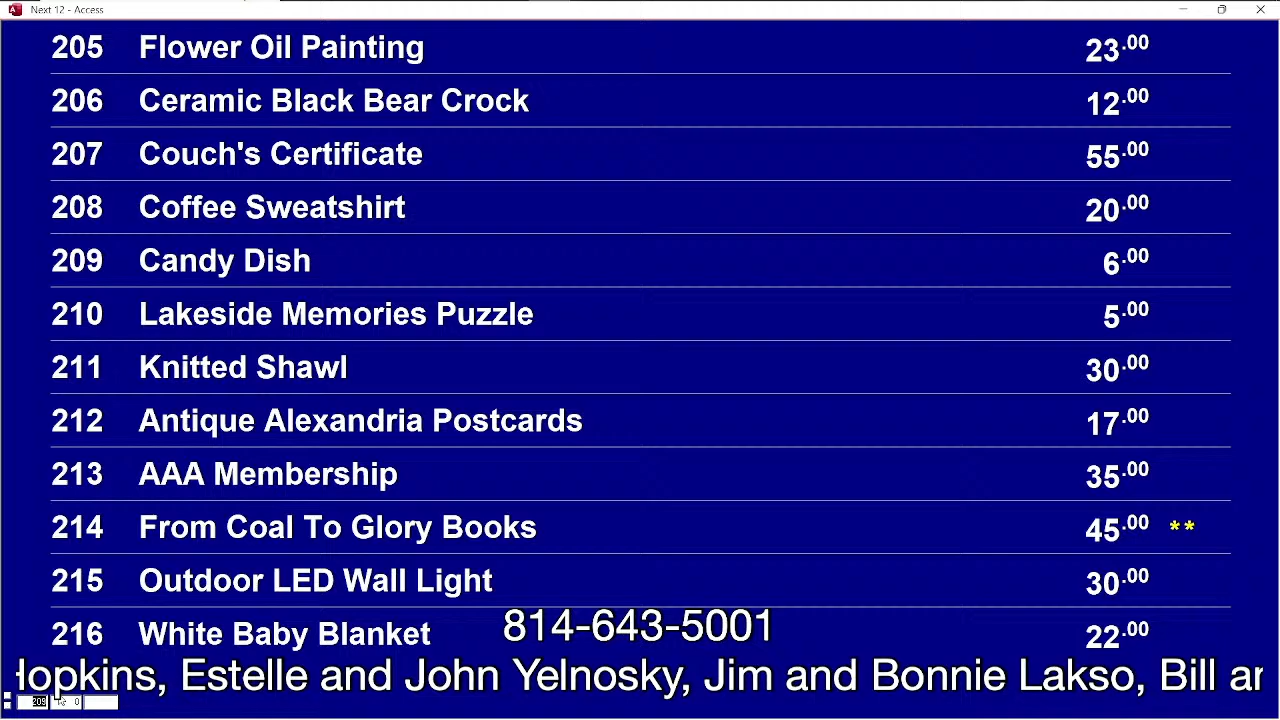 Next 12 - Access
205 Flower Oil Painting 23.00
206 Ceramic Black Bear Crock 12.00
207 Couch's Certificate 55.00
208 Coffee Sweatshirt 20.00
209 Candy Dish 6.00
210 Lakeside Memories Puzzle 5.00
211 Knitted Shawl 30.00
212 Antique Alexandria Postcards 17.00
213 AAA Membership 35.00
214 From Coal To Glory Books 45.00 **
215 Outdoor LED Wall Light 30.00
216 White Baby Blanket 22.00
814-643-5001
Hopkins, Estelle and John Yelnosky, Jim and Bonnie Lakso, Bill
0